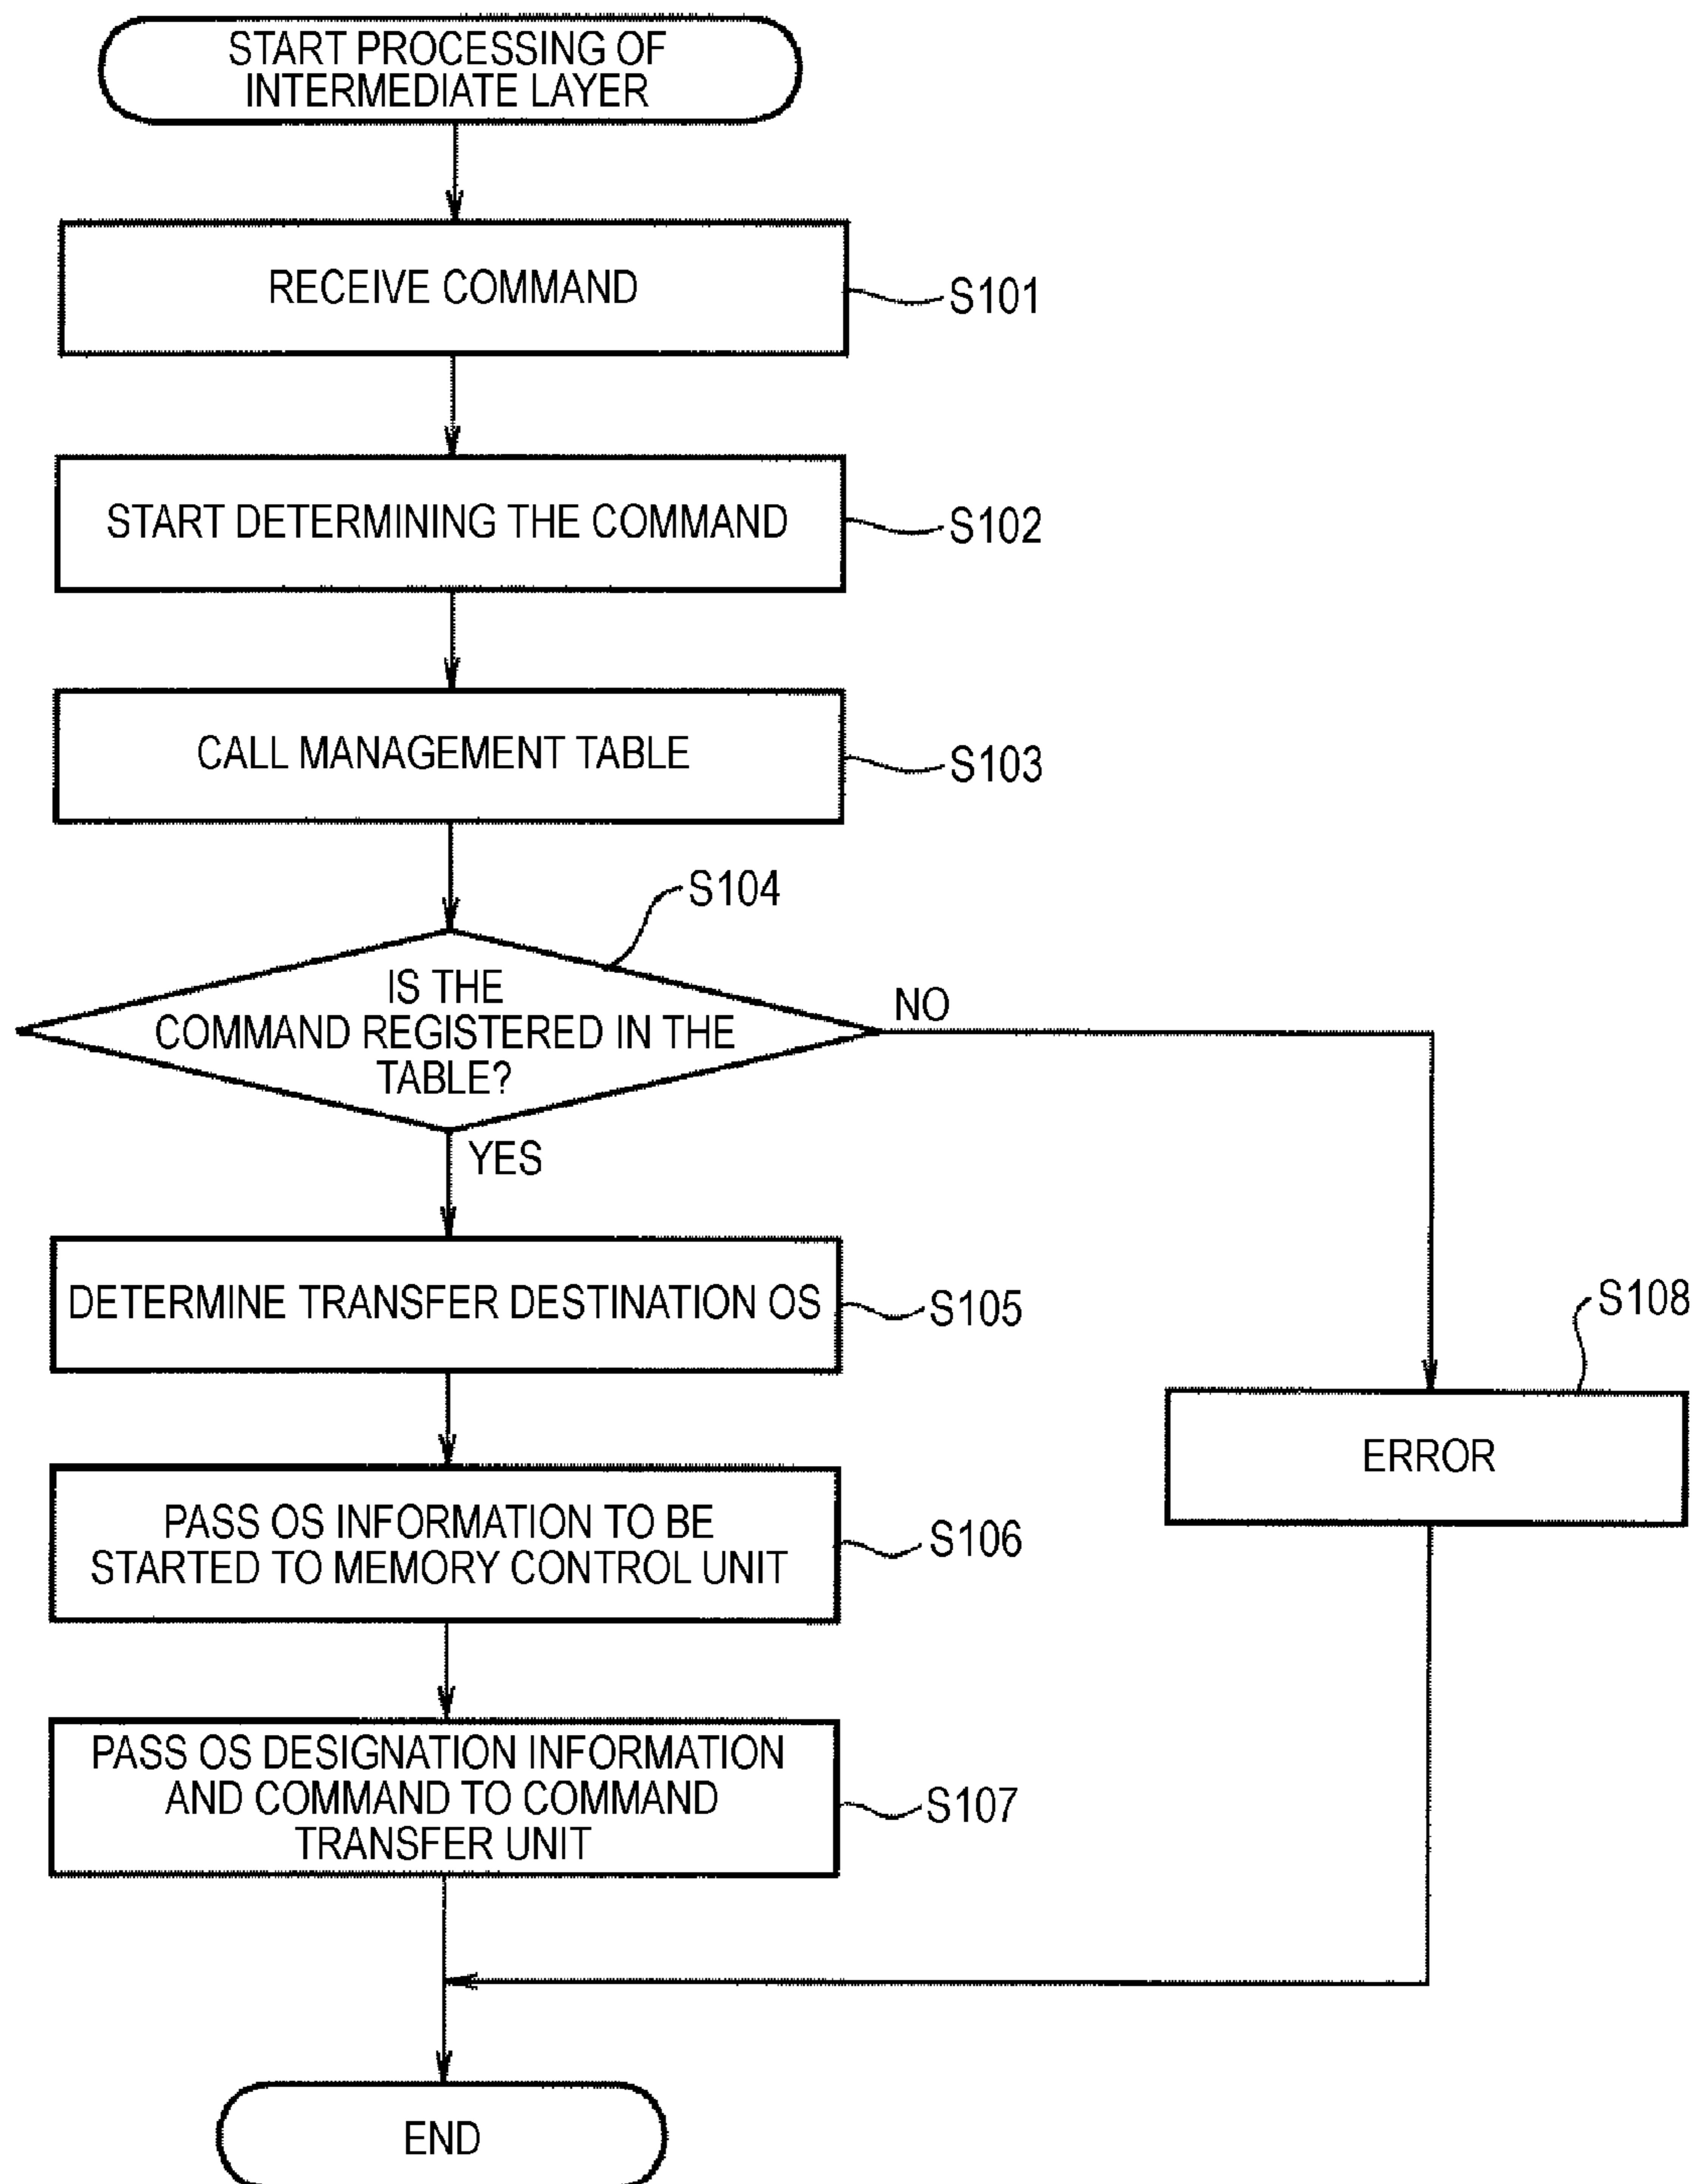 START PROCESSING OF
INTERMEDIATE LAYER
RECEIVE COMMAND
S101
START DETERMINING THE COMMAND
S102
CALL MANAGEMENT TABLE
S103
S104
IS THE
COMMAND REGISTERED IN THE
TABLE?
NO
YES
DETERMINE TRANSFER DESTINATION OS
S105
S108
ERROR
PASS OS INFORMATION TO BE
STARTED TO MEMORY CONTROL UNIT
S106
PASS OS DESIGNATION INFORMATION
AND COMMAND TO COMMAND
TRANSFER UNIT
S107
END